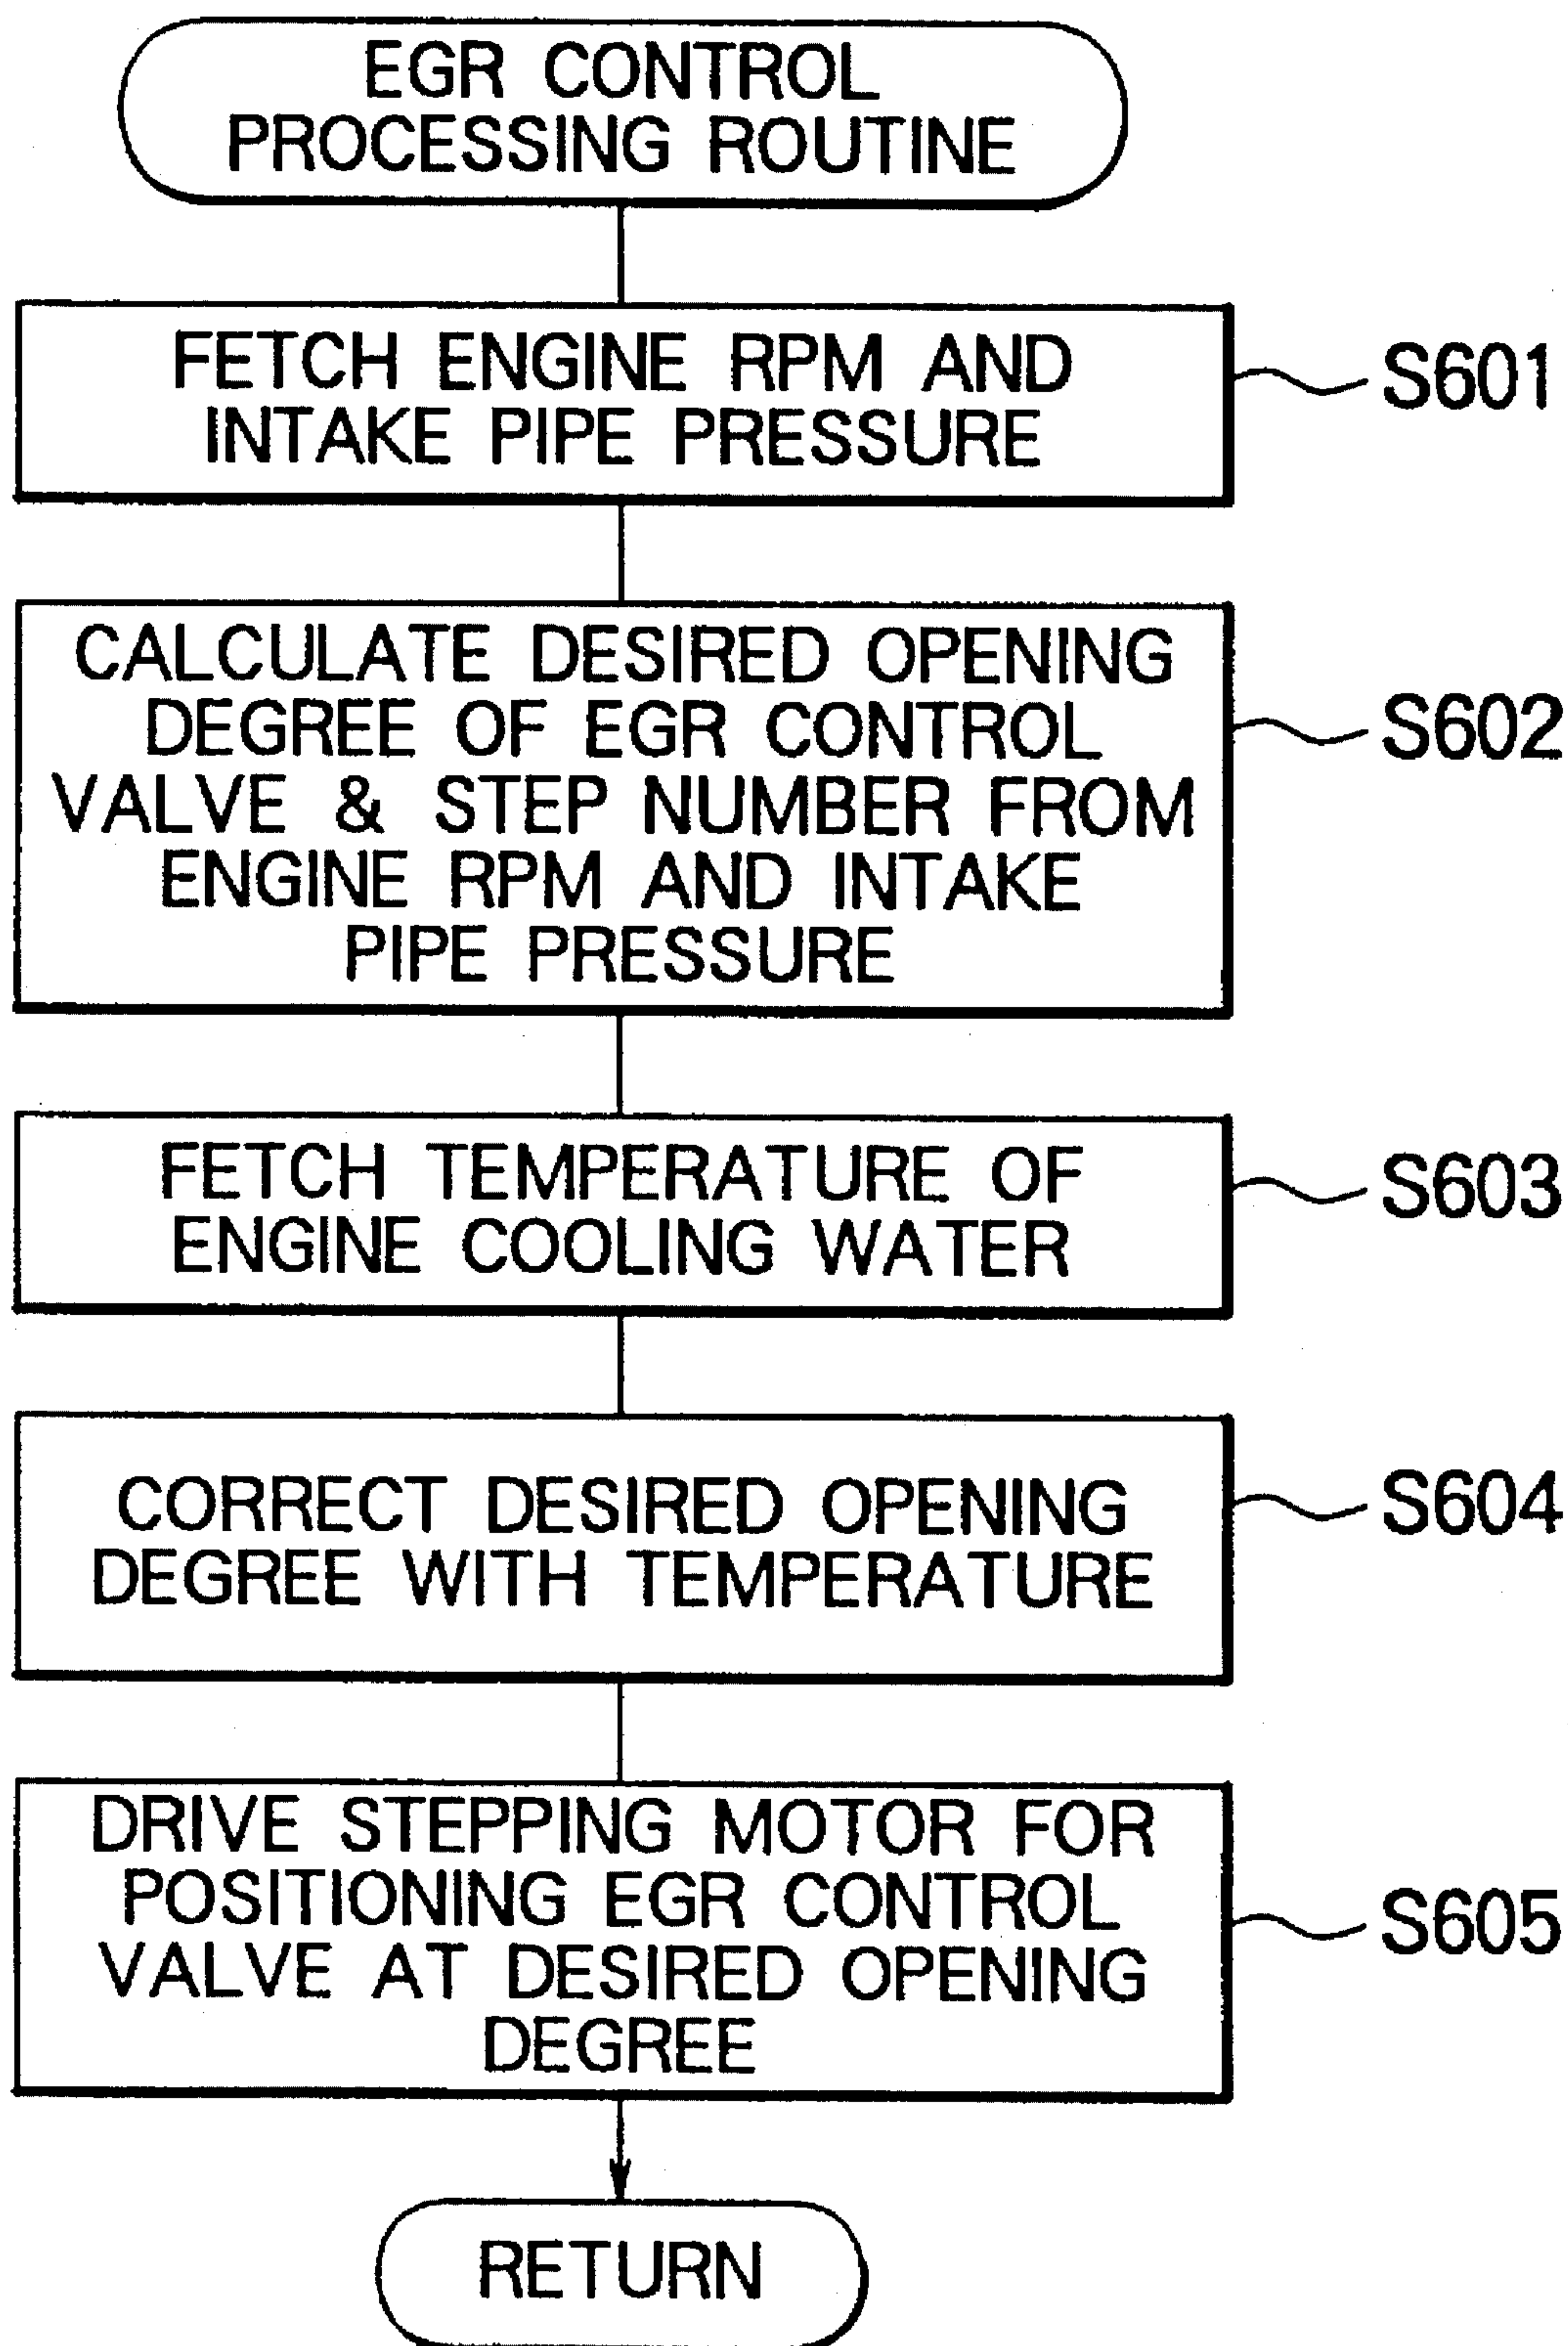 EGR CONTROL
PROCESSING ROUTINE
FETCH ENGINE RPM AND
INTAKE PIPE PRESSURE
S601
CALCULATE DESIRED OPENING
DEGREE OF EGR CONTROL
VALVE & STEP NUMBER FROM
ENGINE RPM AND INTAKE
PIPE PRESSURE
S602
FETCH TEMPERATURE OF
ENGINE COOLING WATER
S603
CORRECT DESIRED OPENING
DEGREE WITH TEMPERATURE
S604
DRIVE STEPPING MOTOR FOR
POSITIONING EGR CONTROL
VALVE AT DESIRED OPENING
DEGREE
S605
RETURN